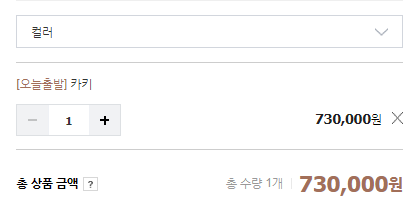 컬러
[오늘출발] 카키
− 1 + 730,000원
총 상품 금액 ? 총 수량 1개 730,000원